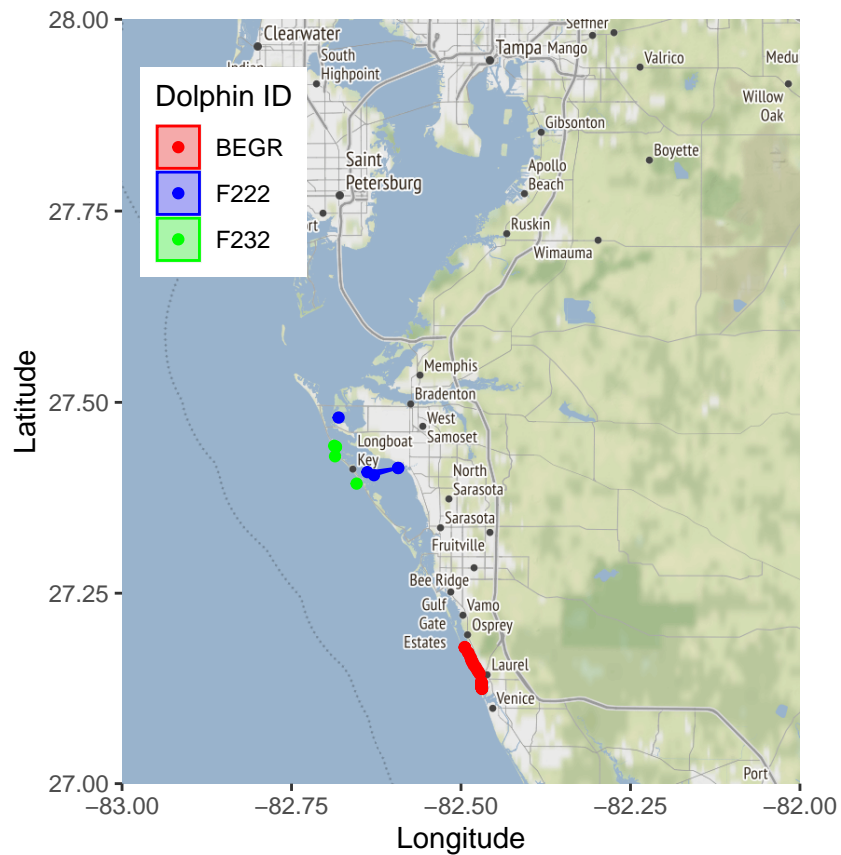 28.00
27.75
27.50
27.25
27.00
Latitude
−83.00
−82.75
−82.50
−82.25
−82.00
Longitude
Dolphin ID
BEGR
F222
F232
Clearwater
South
Highpoint
Saint
Petersburg
rt
Tampa
Mango
Seffner
Valrico
Medu
Willow
Oak
Gibsonton
Boyette
Apollo
Beach
Ruskin
Wimauma
Memphis
Bradenton
West
Samoset
Longboat
Key
North
Sarasota
Sarasota
Fruitville
Bee Ridge
Gulf
Gate
Estates
Vamo
Osprey
Laurel
Venice
Port